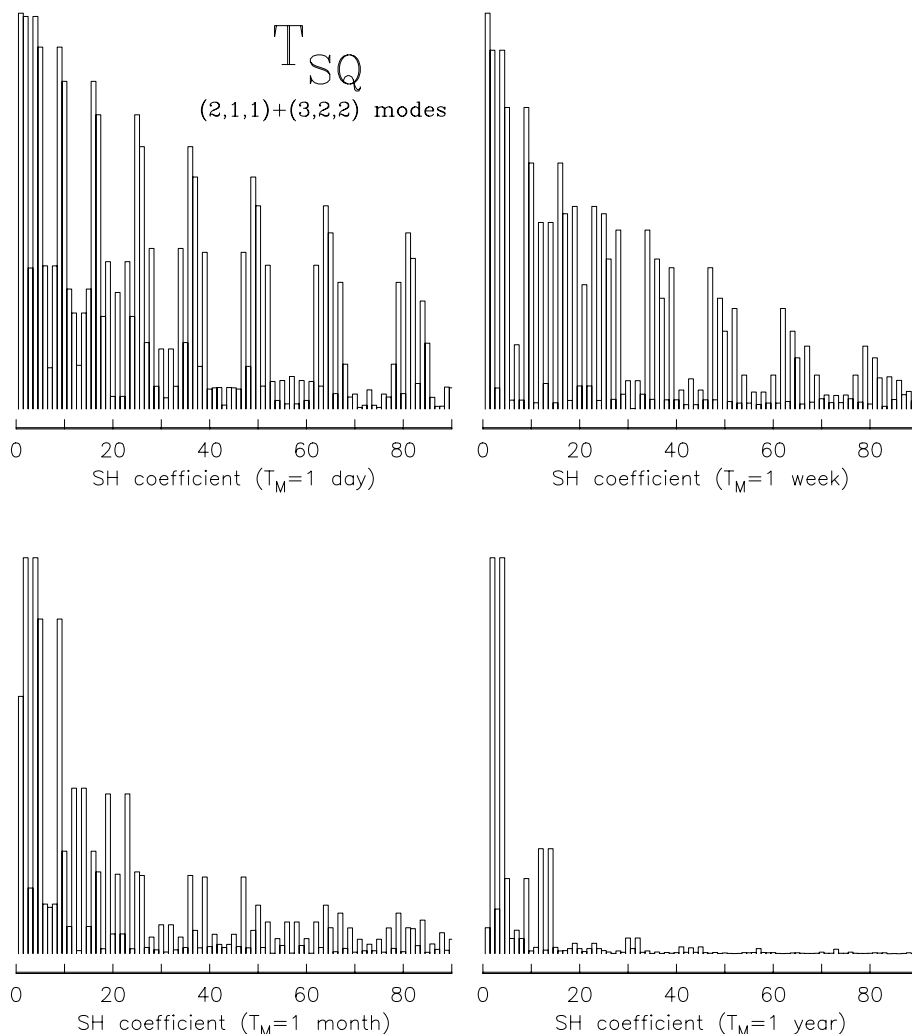 T_SQ
(2,1,1)+(3,2,2) modes
0 20 40 60 80
SH coefficient (T_M=1 day)
0 20 40 60 80
SH coefficient (T_M=1 week)
0 20 40 60 80
SH coefficient (T_M=1 month)
0 20 40 60 80
SH coefficient (T_M=1 year)